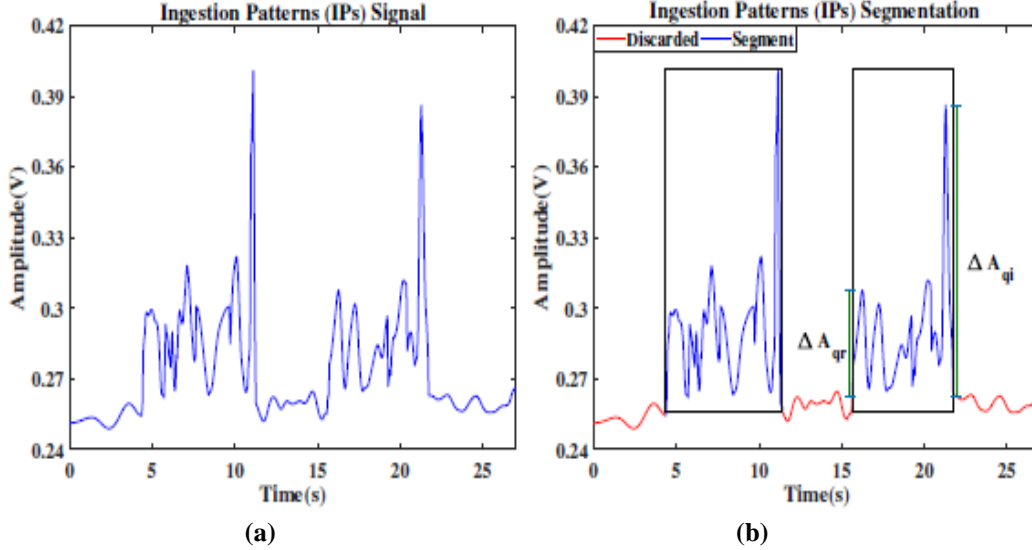 Ingestion Patterns (IPs) Signal
0.42
0.39
0.36
0.33
0.3
0.27
0.24
Amplitude(V)
0 5 10 15 20 25
Time(s)
(a)
Ingestion Patterns (IPs) Segmentation
Discarded Segment
0.42
0.39
0.36
0.33
0.3
0.27
0.24
Amplitude(V)
Δ A qi
Δ A qr
0 5 10 15 20 25
Time(s)
(b)